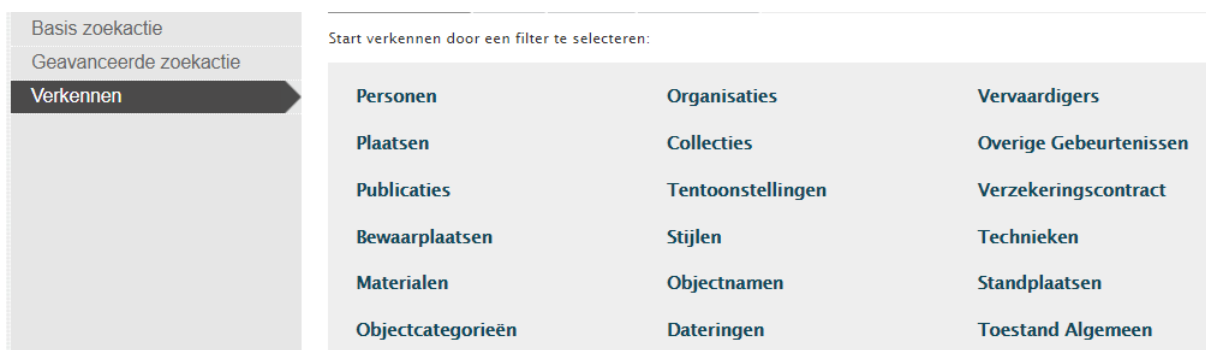 Basis zoekactie
Geavanceerde zoekactie
Verkennen
Start verkennen door een filter te selecteren:
Personen Organisaties Vervaardigers
Plaatsen Collecties Overige Gebeurtenissen
Publicaties Tentoonstellingen Verzekeringscontract
Bewaarplaatsen Stijlen Technieken
Materialen Objectnamen Standplaatsen
Objectcategorieën Dateringen Toestand Algemeen